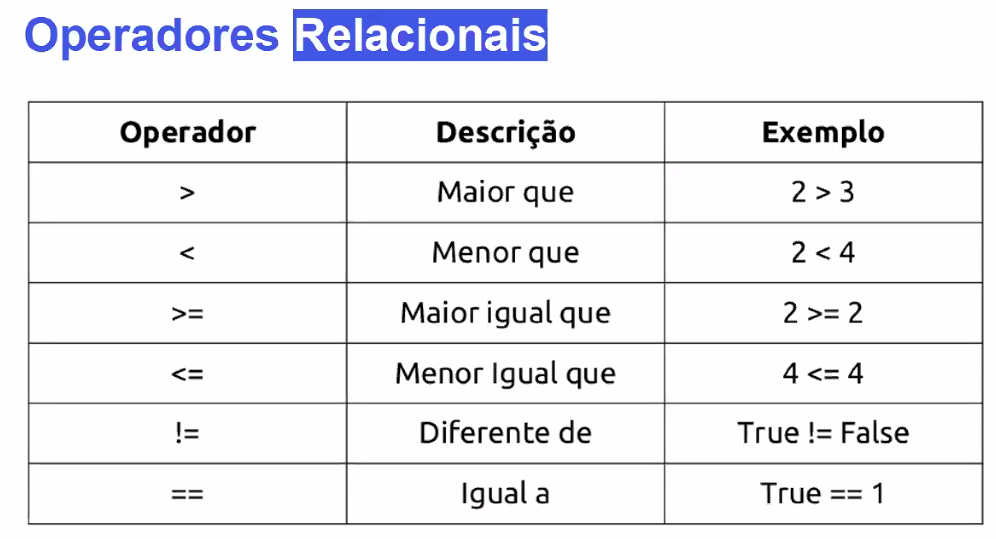 Operadores Relacionais
Operador Descrição Exemplo
> Maior que 2 > 3
< Menor que 2 < 4
>= Maior igual que 2 >= 2
<= Menor Igual que 4 <= 4
!= Diferente de True != False
== Igual a True == 1